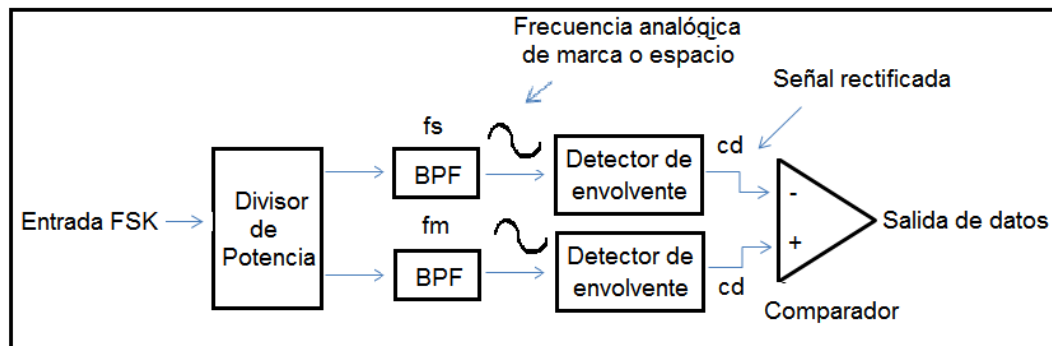 Frecuencia analógica
de marca o espacio
Señal rectificada
fs
BPF
Detector de
envolvente
cd
-
Entrada FSK
Divisor
de
Potencia
fm
BPF
Detector de
envolvente
cd
+
Salida de datos
Comparador